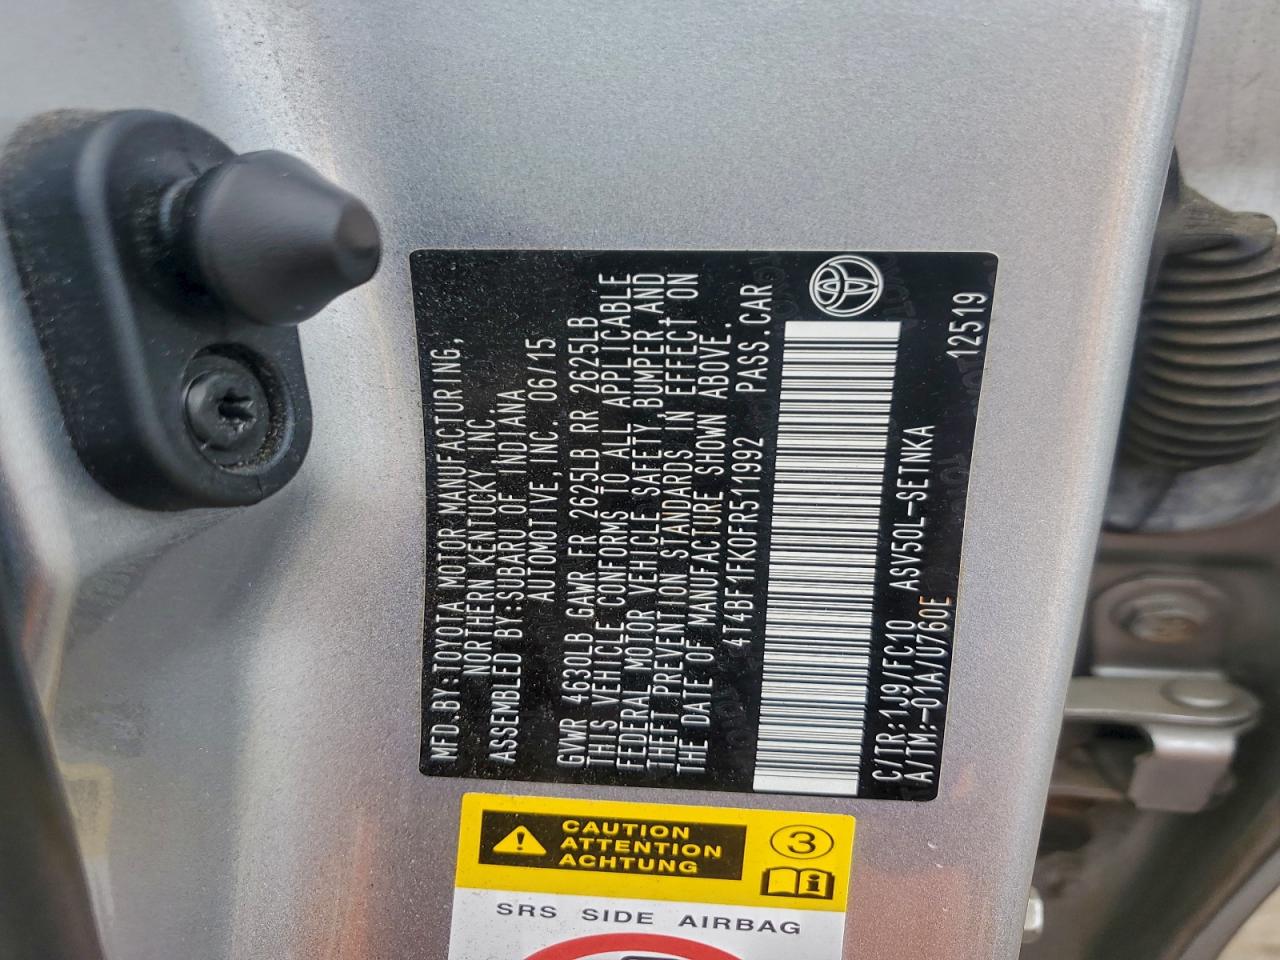 MFD.BY:TOYOTA MOTOR MANUFACTURING,
NORTHERN KENTUCKY, INC.
ASSEMBLED BY:SUBARU OF INDIANA
AUTOMOTIVE, INC. 06/15
GVWR 4630LB GAWR FR 2625LB RR 2625LB
THIS VEHICLE CONFORMS TO ALL APPLICABLE
FEDERAL MOTOR VEHICLE SAFETY, BUMPER, AND
THEFT PREVENTION STANDARDS IN EFFECT ON
THE DATE OF MANUFACTURE SHOWN ABOVE.
4T4BF1FK0FR511992 PASS.CAR
C/TR:1J9/FC10 ASV50L-SETNKA
A/TM:-01A/U760E 12519
CAUTION
ATTENTION
ACHTUNG
3
i
SRS SIDE AIRBAG